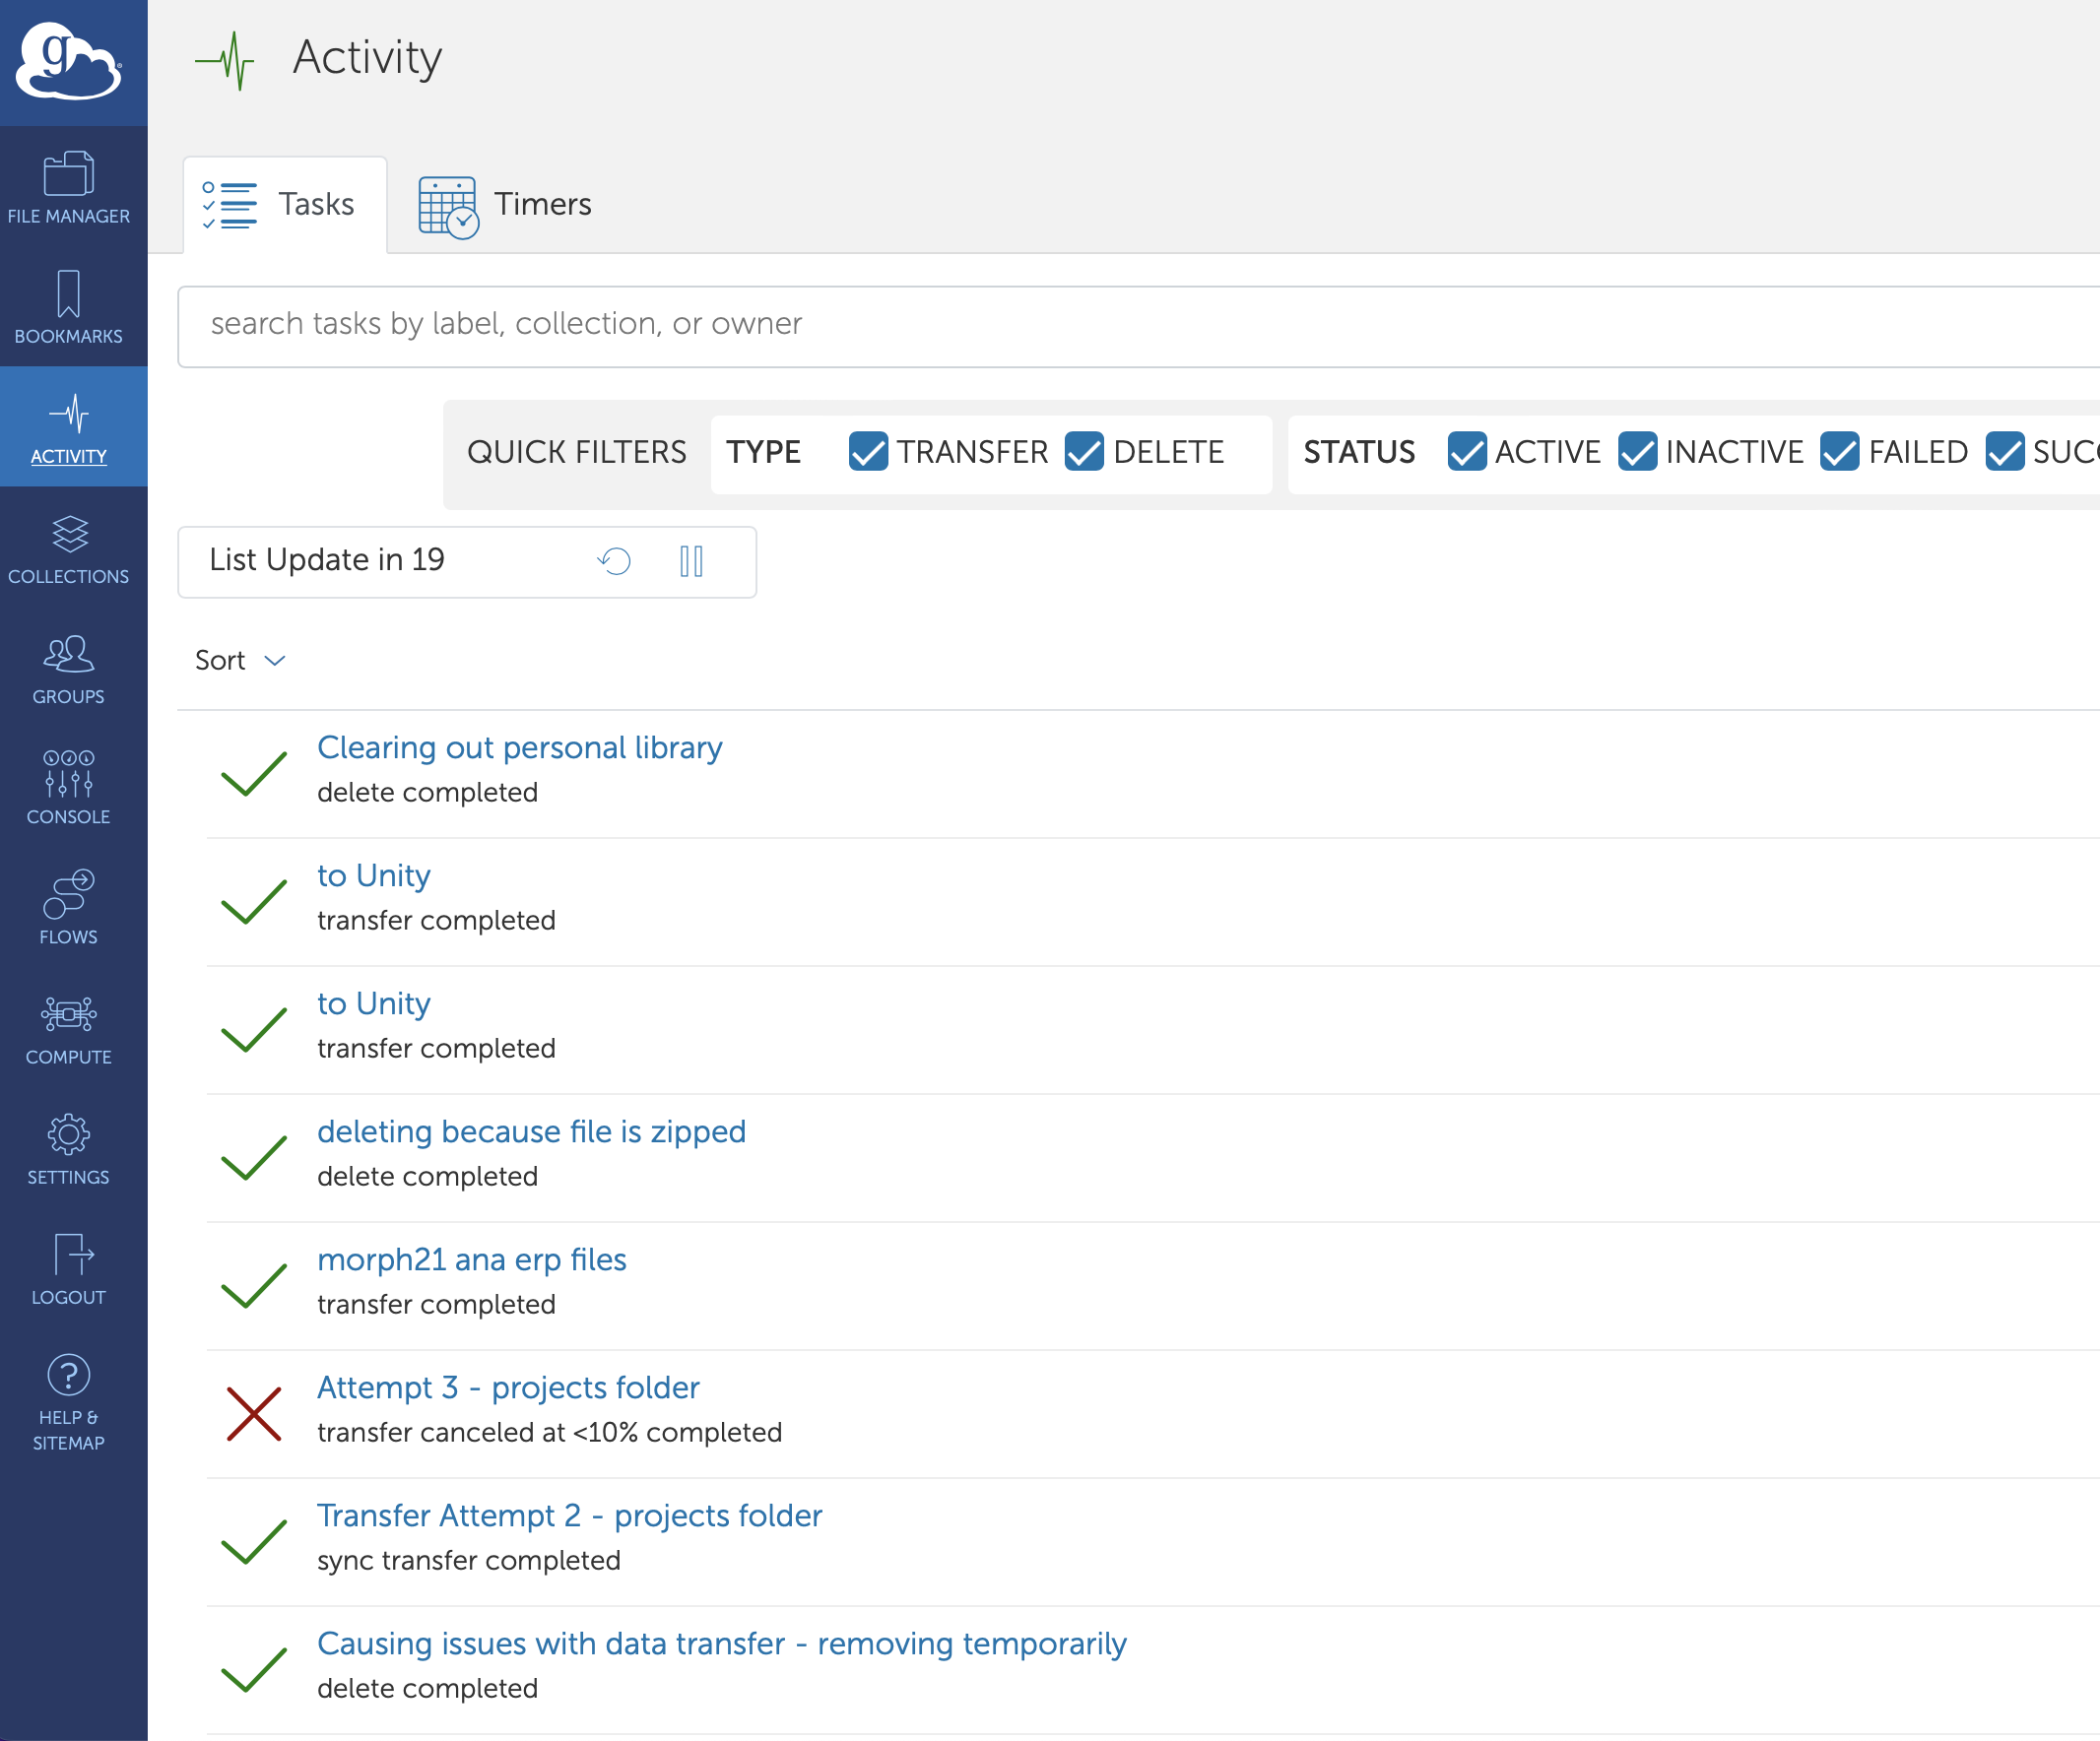 g
Activity
FILE MANAGER
BOOKMARKS
ACTIVITY
COLLECTIONS
GROUPS
CONSOLE
FLOWS
COMPUTE
SETTINGS
LOGOUT
HELP &
SITEMAP
Tasks Timers
search tasks by label, collection, or owner
QUICK FILTERS TYPE TRANSFER DELETE STATUS ACTIVE INACTIVE FAILED
List Update in 19
Sort
Clearing out personal library
delete completed
to Unity
transfer completed
to Unity
transfer completed
deleting because file is zipped
delete completed
morph21 ana erp files
transfer completed
Attempt 3 - projects folder
transfer canceled at <10% completed
Transfer Attempt 2 - projects folder
sync transfer completed
Causing issues with data transfer - removing temporarily
delete completed